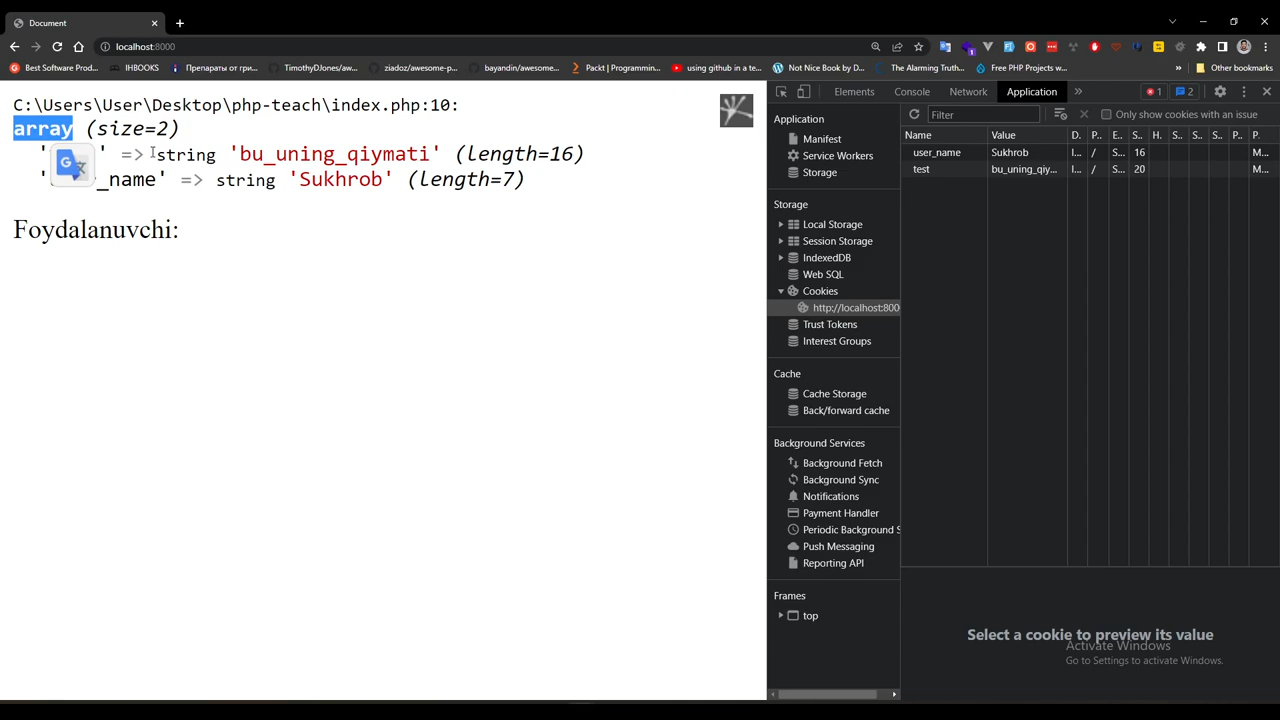 Document
localhost:8000
Best Software Prod...
IHBOOKS
Препараты от гри...
TimothyDJones/aw...
ziadoz/awesome-p...
bayandin/awesome...
Packt | Programmin...
using github in a te...
Not Nice Book by D...
The Alarming Truth...
Free PHP Projects w...
»
Other bookmarks
C:\Users\User\Desktop\php-teach\index.php:10:
array (size=2)
' => string 'bu_uning_qiymati' (length=16)
_name' => string 'Sukhrob' (length=7)
Foydalanuvchi:
Elements Console Network Application » 1 2
Application
Manifest
Service Workers
Storage
Storage
Local Storage
Session Storage
IndexedDB
Web SQL
Cookies
http://localhost:800
Trust Tokens
Interest Groups
Cache
Cache Storage
Back/forward cache
Background Services
Background Fetch
Background Sync
Notifications
Payment Handler
Periodic Background S
Push Messaging
Reporting API
Frames
top
Filter Only show cookies with an issue
Name Value D. P.. E.. S.. H. S.. S.. S.. P.. P...
user_name Sukhrob l... / S... 16 M...
test bu_uning_qiy... l... / S... 20 M...
Select a cookie to preview its value
Activate Windows
Go to Settings to activate Windows.